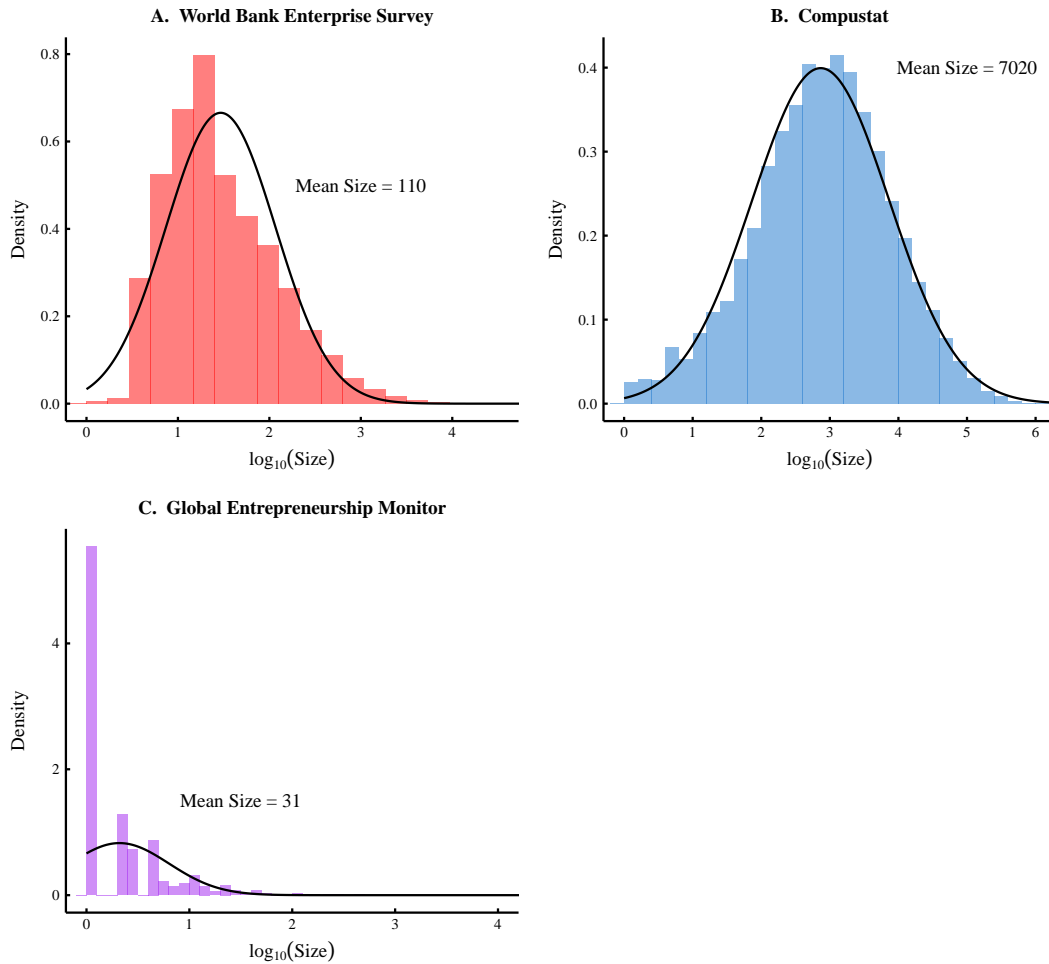 A. World Bank Enterprise Survey
0.8
0.6
0.4
0.2
0.0
Density
Mean Size = 110
0 1 2 3 4
log₁₀(Size)
B. Compustat
0.4
0.3
0.2
0.1
0.0
Density
Mean Size = 7020
0 1 2 3 4 5 6
log₁₀(Size)
C. Global Entrepreneurship Monitor
4
2
0
Density
Mean Size = 31
0 1 2 3 4
log₁₀(Size)